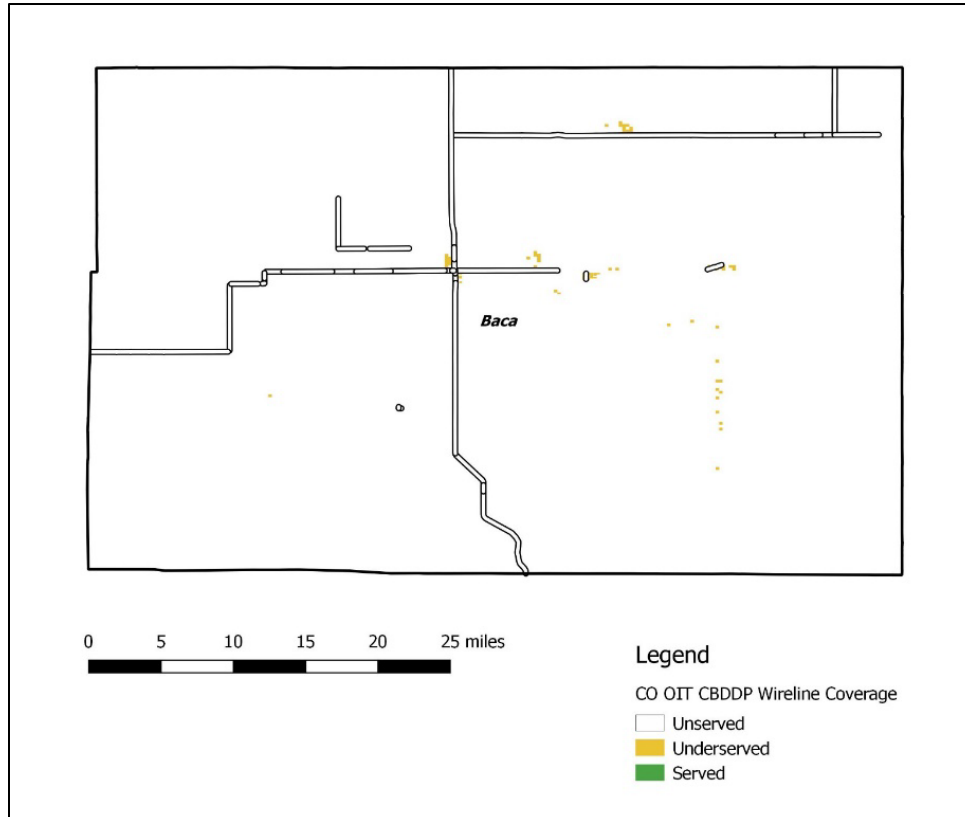 Baca
0 5 10 15 20 25 miles
Legend
CO OIT CBDDP Wireline Coverage
Unserved
Underserved
Served